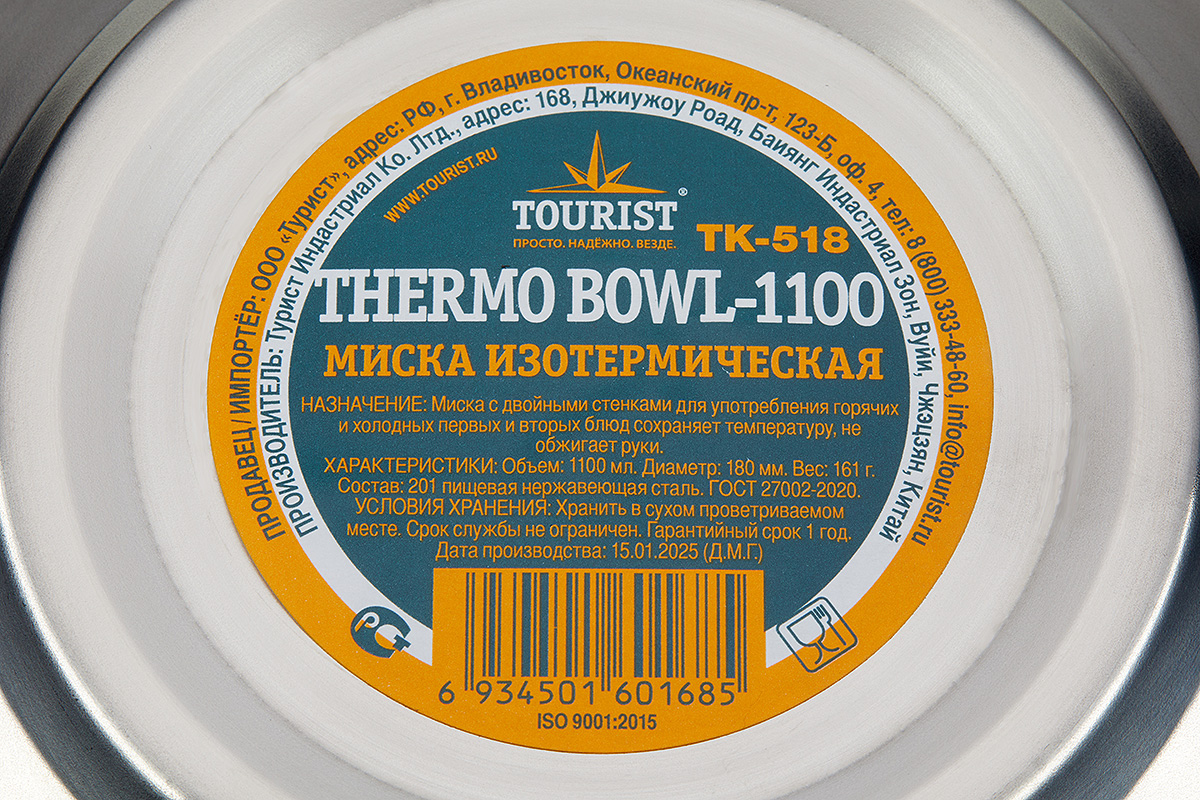 ПРОДАВЕЦ / ИМПОРТЁР: ООО «Турист», адрес: РФ, г. Владивосток, Океанский пр-т, 123-Б, оф. 4, тел: 8 (800) 333-48-60, info@tourist.ru
ПРОИЗВОДИТЕЛЬ: Турист Индастриал Ко. Лтд., адрес: 168, Джиужоу Роад, Баиянг Индастриал Зон, Вуйи, Чжэцзян, Китай
WWW.TOURIST.RU
TOURIST®
ПРОСТО. НАДЁЖНО. ВЕЗДЕ.
ТК-518
THERMO BOWL-1100
МИСКА ИЗОТЕРМИЧЕСКАЯ
НАЗНАЧЕНИЕ: Миска с двойными стенками для употребления горячих
и холодных первых и вторых блюд сохраняет температуру, не
обжигает руки.
ХАРАКТЕРИСТИКИ: Объем: 1100 мл. Диаметр: 180 мм. Вес: 161 г.
Состав: 201 пищевая нержавеющая сталь. ГОСТ 27002-2020.
УСЛОВИЯ ХРАНЕНИЯ: Хранить в сухом проветриваемом
месте. Срок службы не ограничен. Гарантийный срок 1 год.
Дата производства: 15.01.2025 (Д.М.Г.)
РСТ
6 934501 601685
ISO 9001:2015